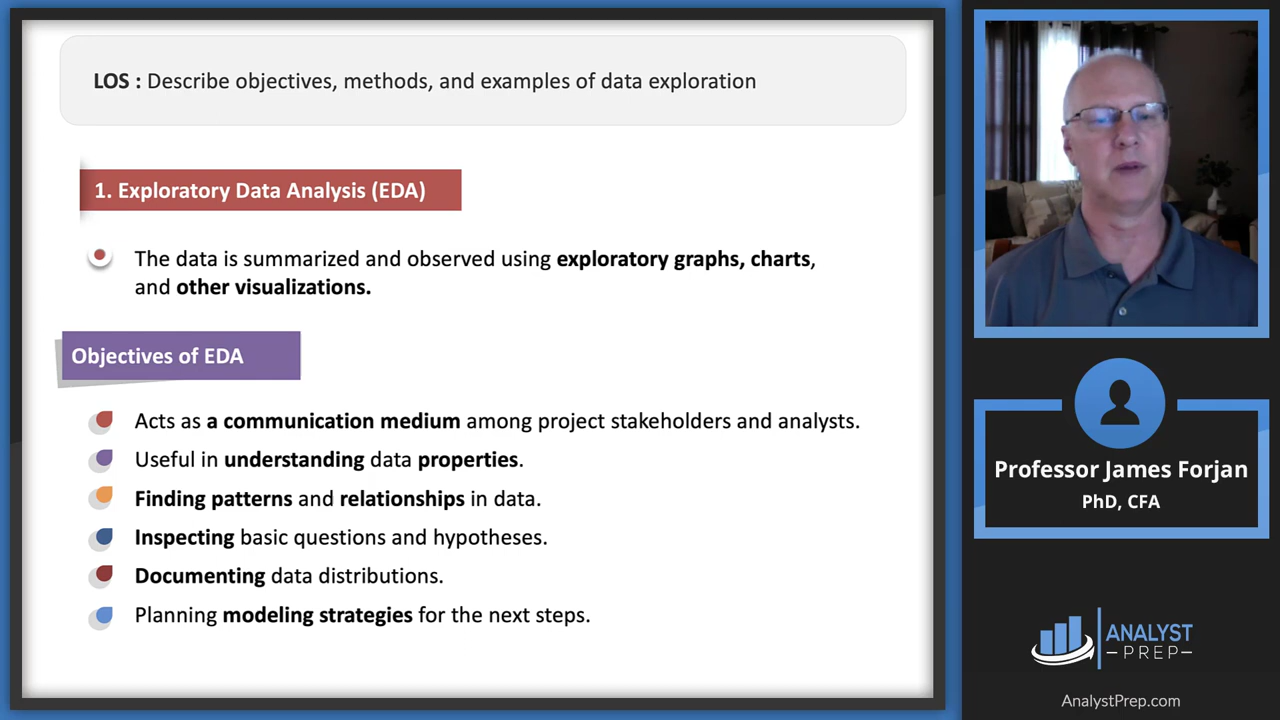 LOS : Describe objectives, methods, and examples of data exploration
1. Exploratory Data Analysis (EDA)
The data is summarized and observed using exploratory graphs, charts,
and other visualizations.
Objectives of EDA
Acts as a communication medium among project stakeholders and analysts.
Useful in understanding data properties.
Finding patterns and relationships in data.
Inspecting basic questions and hypotheses.
Documenting data distributions.
Planning modeling strategies for the next steps.
Professor James Forjan
PhD, CFA
ANALYST
PREP
AnalystPrep.com